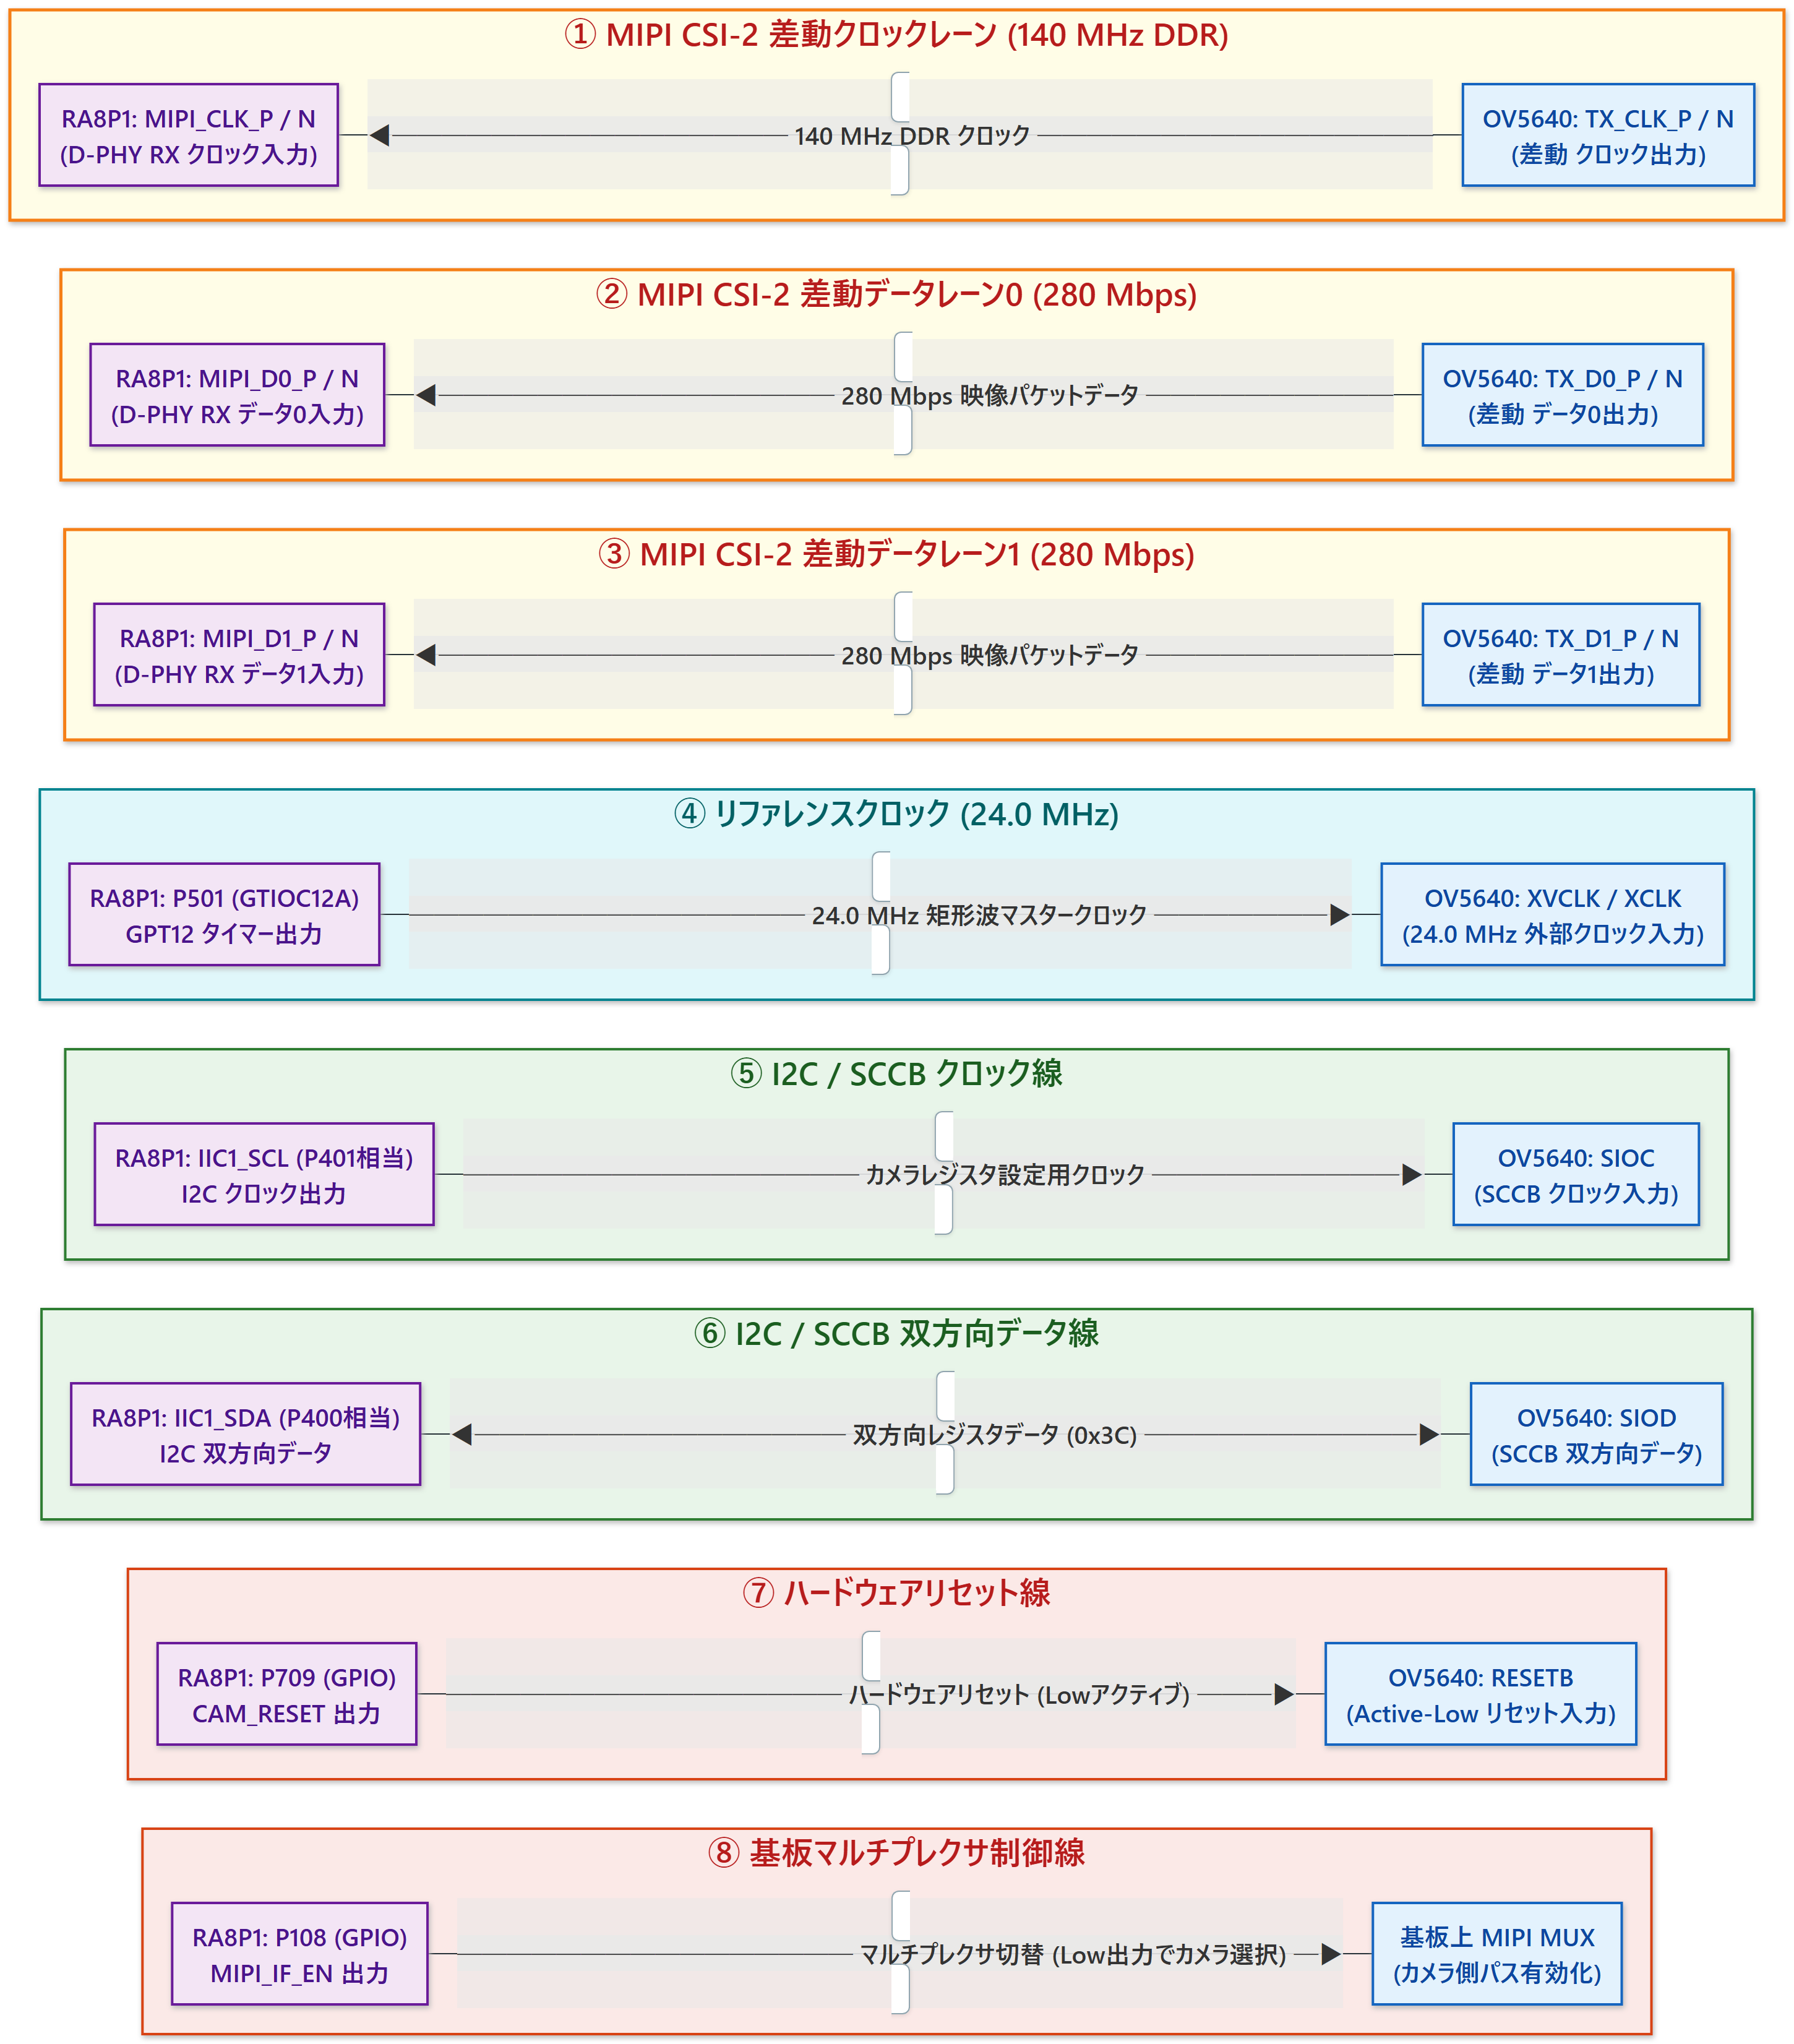 ① MIPI CSI-2 差動クロックレーン (140 MHz DDR)
RA8P1: MIPI_CLK_P / N
(D-PHY RX クロック入力)
140 MHz DDR クロック
OV5640: TX_CLK_P / N
(差動 クロック出力)
② MIPI CSI-2 差動データレーン0 (280 Mbps)
RA8P1: MIPI_D0_P / N
(D-PHY RX データ0入力)
280 Mbps 映像パケットデータ
OV5640: TX_D0_P / N
(差動 データ0出力)
③ MIPI CSI-2 差動データレーン1 (280 Mbps)
RA8P1: MIPI_D1_P / N
(D-PHY RX データ1入力)
280 Mbps 映像パケットデータ
OV5640: TX_D1_P / N
(差動 データ1出力)
④ リファレンスクロック (24.0 MHz)
RA8P1: P501 (GTIOC12A)
GPT12 タイマー出力
24.0 MHz 矩形波マスタークロック
OV5640: XVCLK / XCLK
(24.0 MHz 外部クロック入力)
⑤ I2C / SCCB クロック線
RA8P1: IIC1_SCL (P401相当)
I2C クロック出力
カメラレジスタ設定用クロック
OV5640: SIOC
(SCCB クロック入力)
⑥ I2C / SCCB 双方向データ線
RA8P1: IIC1_SDA (P400相当)
I2C 双方向データ
双方向レジスタデータ (0x3C)
OV5640: SIOD
(SCCB 双方向データ)
⑦ ハードウェアリセット線
RA8P1: P709 (GPIO)
CAM_RESET 出力
ハードウェアリセット (Lowアクティブ)
OV5640: RESETB
(Active-Low リセット入力)
⑧ 基板マルチプレクサ制御線
RA8P1: P108 (GPIO)
MIPI_IF_EN 出力
マルチプレクサ切替 (Low出力でカメラ選択)
基板上 MIPI MUX
(カメラ側パス有効化)